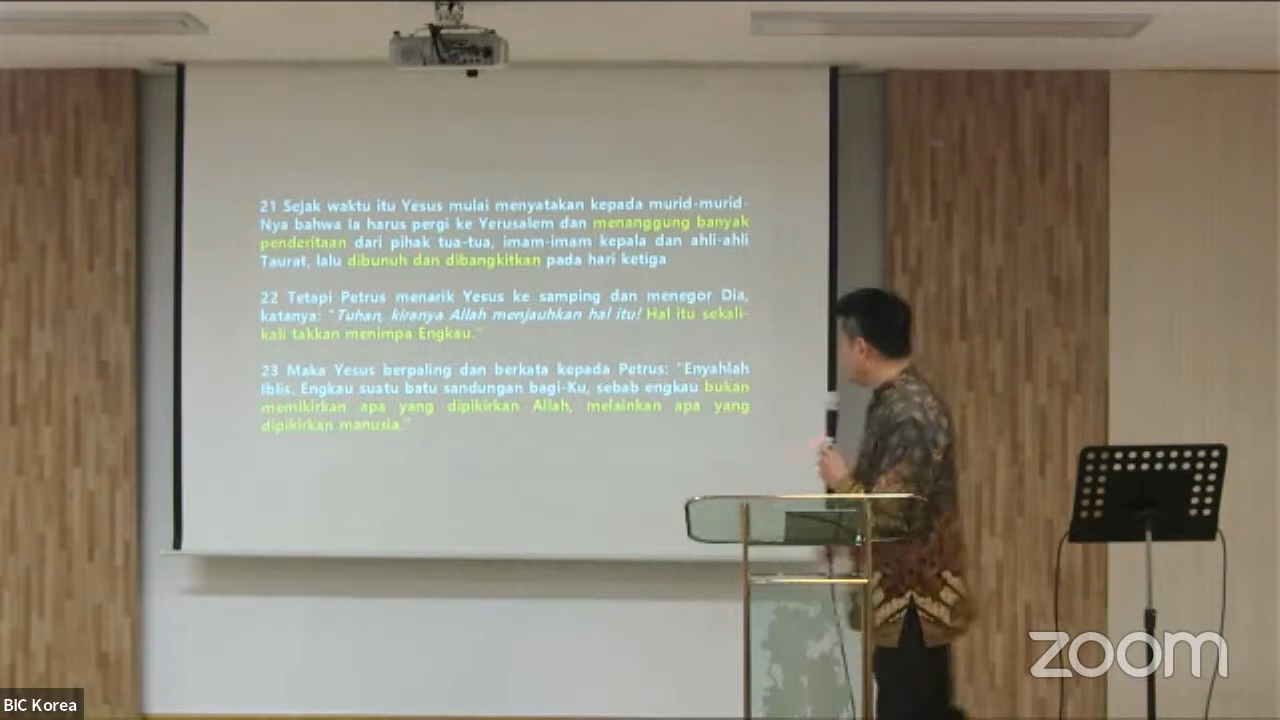 21 Sejak waktu itu Yesus mulai menyatakan kepada murid-murid-
Nya bahwa Ia harus pergi ke Yerusalem dan menanggung banyak
penderitaan dari pihak tua-tua, imam-imam kepala dan ahli-ahli
Taurat, lalu dibunuh dan dibangkitkan pada hari ketiga
22 Tetapi Petrus menarik Yesus ke samping dan menegor Dia,
katanya: "Tuhan, kiranya Allah menjauhkan hal itu! Hal itu sekali-
kali takkan menimpa Engkau."
23 Maka Yesus berpaling dan berkata kepada Petrus: "Enyahlah
Iblis. Engkau suatu batu sandungan bagi-Ku, sebab engkau bukan
memikirkan apa yang dipikirkan Allah, melainkan apa yang
dipikirkan manusia."
zoom
BIC Korea